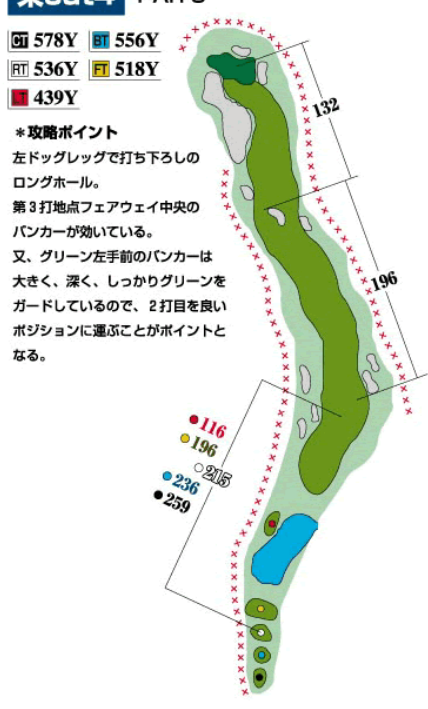 out4 PAR 5
CT 578Y BT 556Y
RT 536Y FT 518Y
LT 439Y
＊攻略ポイント
左ドッグレッグで打ち下ろしの
ロングホール。
第3打地点フェアウェイ中央の
バンカーが効いている。
又、グリーン左手前のバンカーは
大きく、深く、しっかりグリーンを
ガードしているので、2打目を良い
ポジションに運ぶことがポイントと
なる。
132
196
116
196
215
236
259